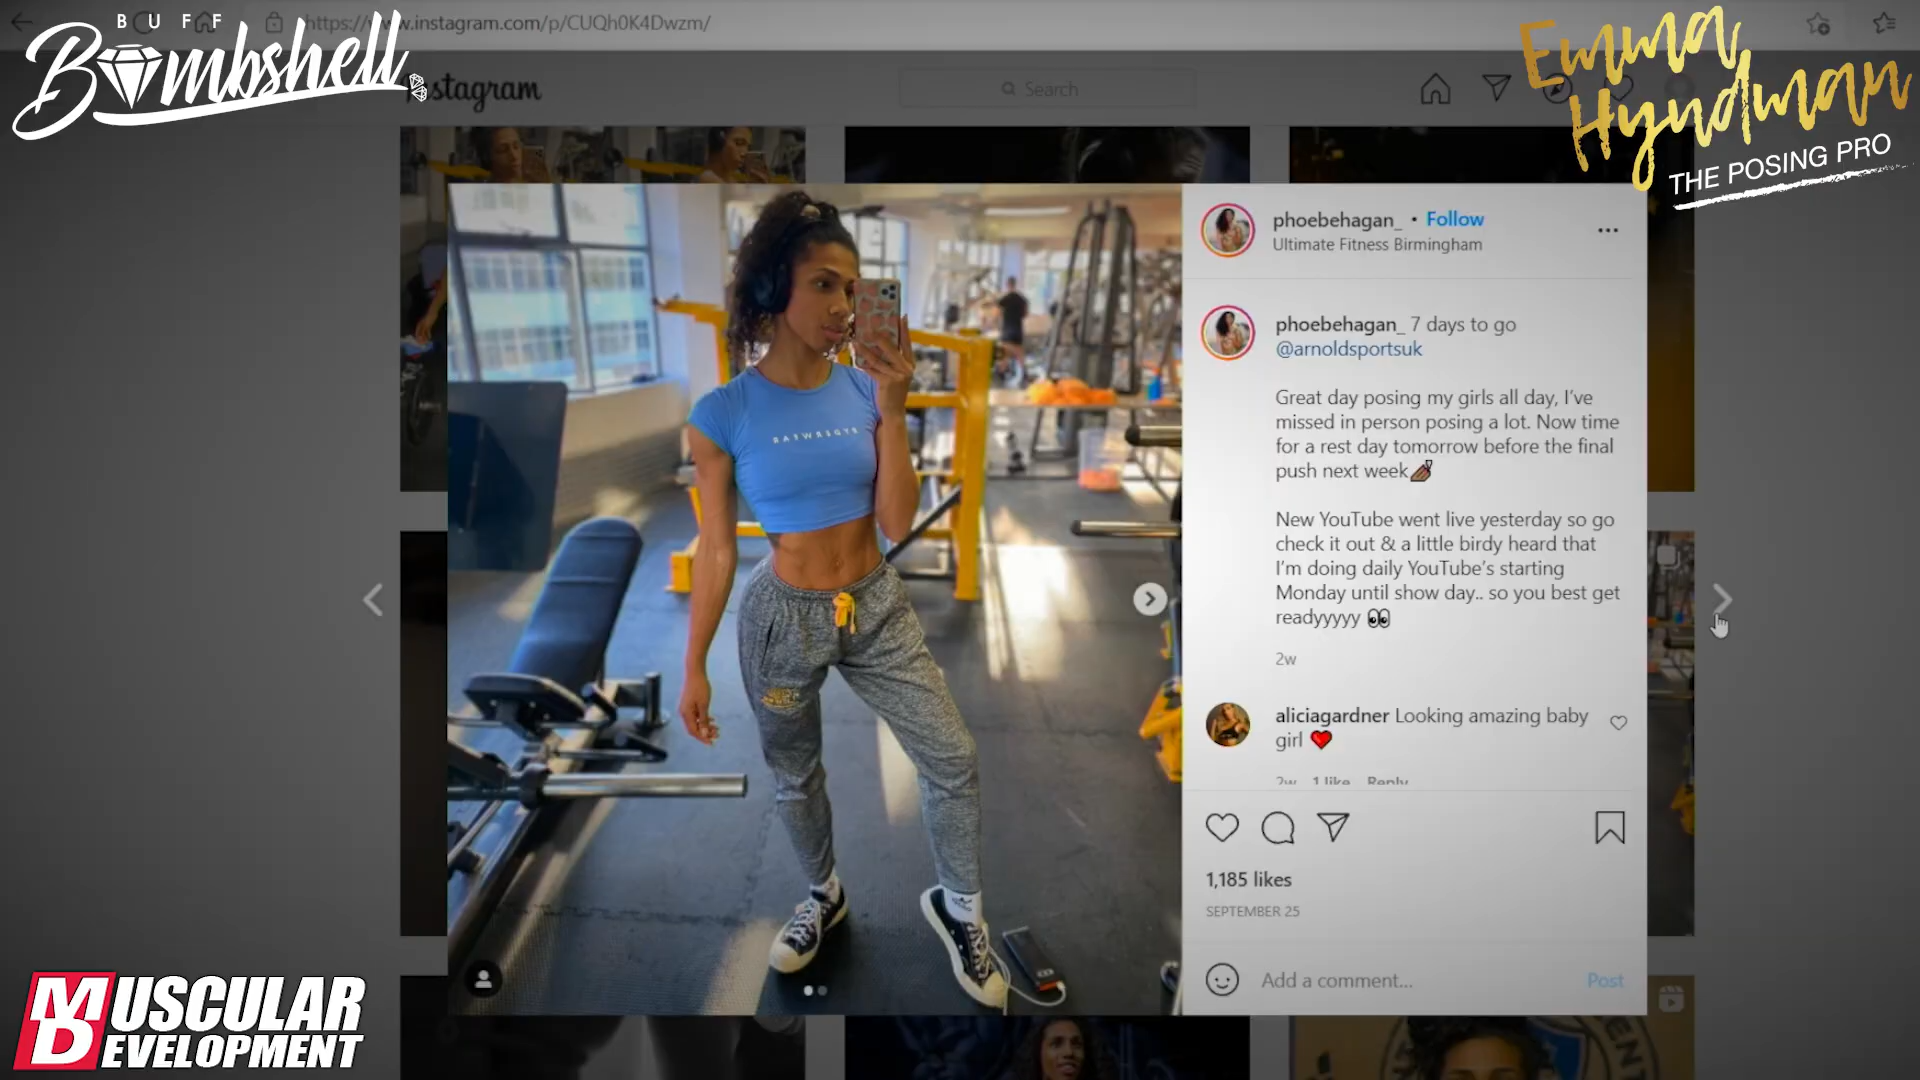 BUFF
Bombshell
https://www.instagram.com/p/CUQh0K4Dwzm/
Instagram
Search
Emma
Hyndman
THE POSING PRO
phoebehagan_ • Follow
Ultimate Fitness Birmingham
phoebehagan_ 7 days to go
@arnoldsportsuk
Great day posing my girls all day, I've
missed in person posing a lot. Now time
for a rest day tomorrow before the final
push next week💅🏾
New YouTube went live yesterday so go
check it out & a little birdy heard that
I'm doing daily YouTube's starting
Monday until show day.. so you best get
readyyyyy 👀
2w
aliciagardner Looking amazing baby
girl ❤️
2w 1 like Reply
1,185 likes
SEPTEMBER 25
Add a comment... Post
MUSCULAR
DEVELOPMENT